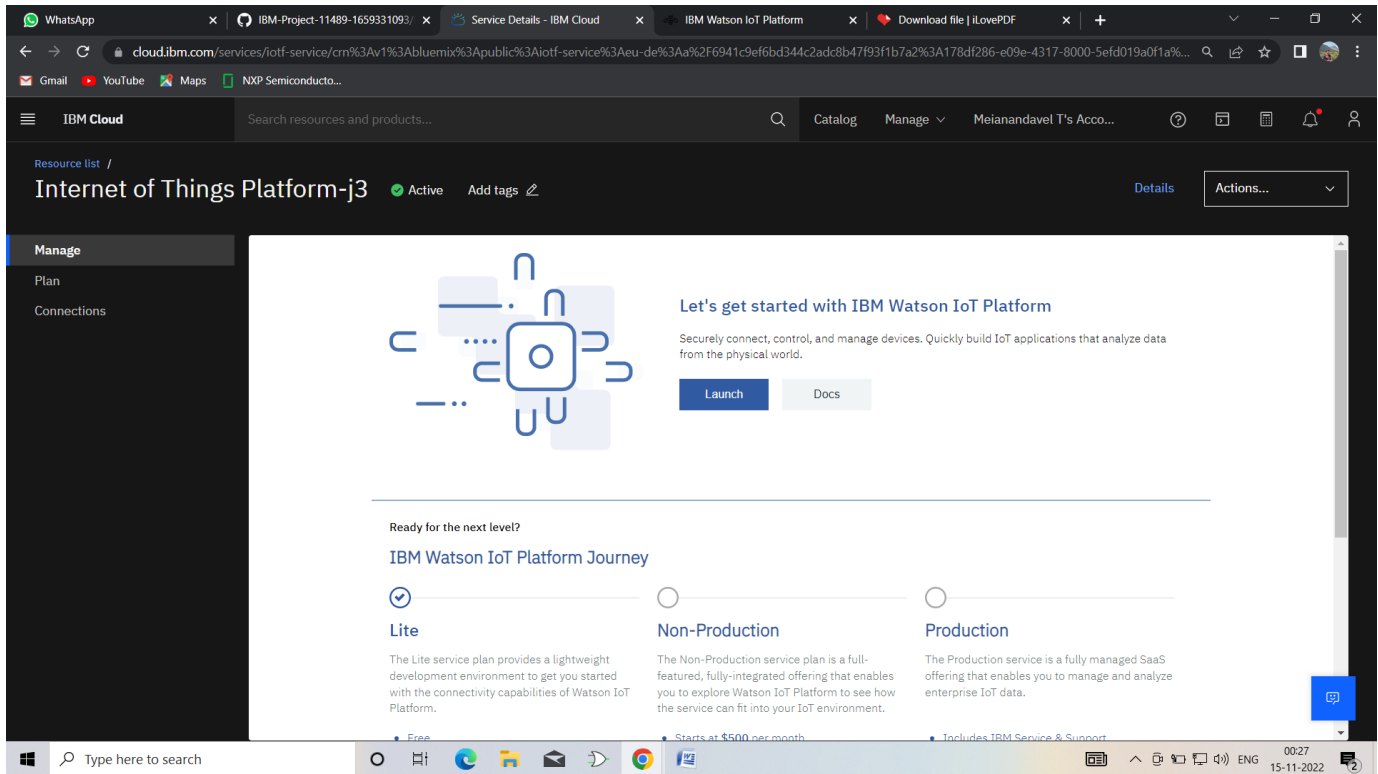 WhatsApp
IBM-Project-11489-1659331093/
Service Details - IBM Cloud
IBM Watson IoT Platform
Download file | iLovePDF
cloud.ibm.com/services/iotf-service/crn%3Av1%3Abluemix%3Apublic%3Aiotf-service%3Aeu-de%3Aa%2F6941c9ef6bd344c2adc8b47f93f1b7a2%3A178df286-e09e-4317-8000-5efd019a0f1a%...
Gmail
YouTube
Maps
NXP Semiconducto...
IBM Cloud
Search resources and products...
Catalog
Manage
Meianandavel T's Acco...
Resource list /
Internet of Things Platform-j3
Active
Add tags
Details
Actions...
Manage
Plan
Connections
Let's get started with IBM Watson IoT Platform
Securely connect, control, and manage devices. Quickly build IoT applications that analyze data
from the physical world.
Launch
Docs
Ready for the next level?
IBM Watson IoT Platform Journey
Lite
The Lite service plan provides a lightweight
development environment to get you started
with the connectivity capabilities of Watson IoT
Platform.
• Free
Non-Production
The Non-Production service plan is a full-
featured, fully-integrated offering that enables
you to explore Watson IoT Platform to see how
the service can fit into your IoT environment.
• Starts at $500 per month
Production
The Production service is a fully managed SaaS
offering that enables you to manage and analyze
enterprise IoT data.
• Includes IBM Service & Support
Type here to search
ENG
00:27
15-11-2022
2